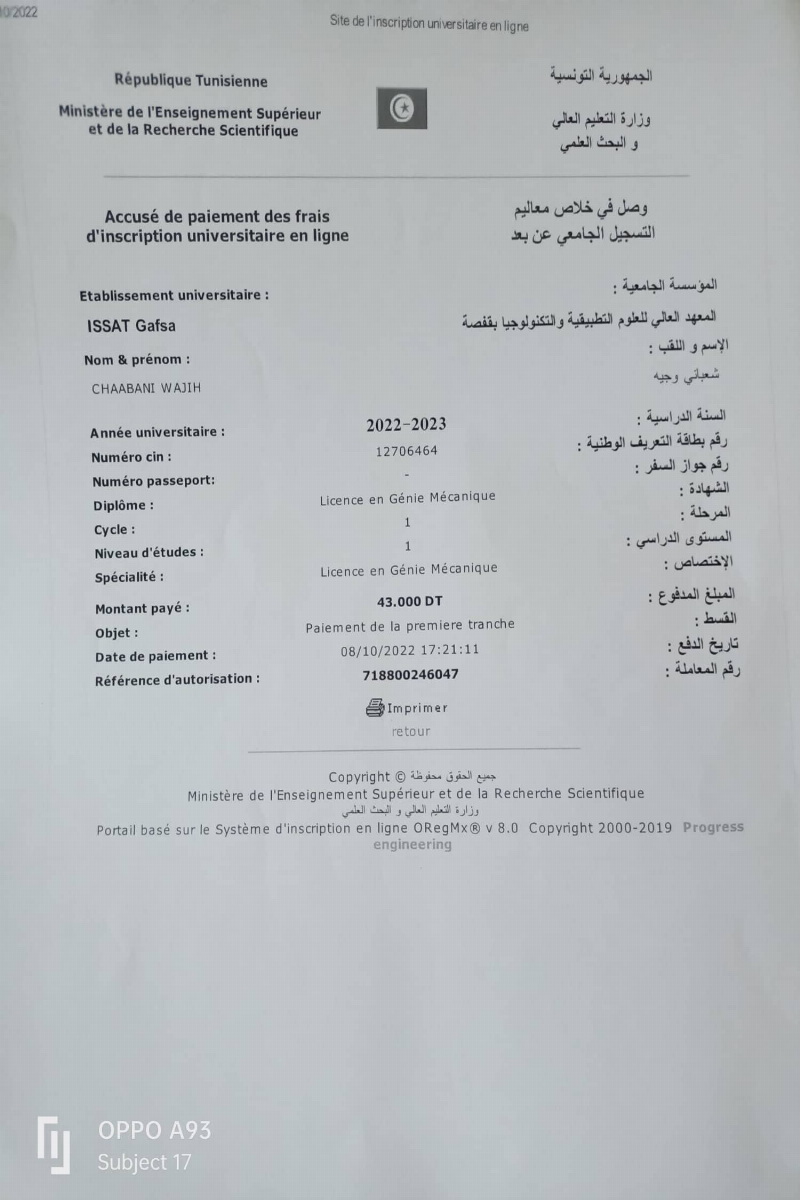 10/2022
Site de l'inscription universitaire en ligne
République Tunisienne
الجمهورية التونسية
Ministère de l'Enseignement Supérieur
et de la Recherche Scientifique
وزارة التعليم العالي
و البحث العلمي
Accusé de paiement des frais
d'inscription universitaire en ligne
وصل في خلاص معاليم
التسجيل الجامعي عن بعد
Etablissement universitaire :
المؤسسة الجامعية :
ISSAT Gafsa
المعهد العالي للعلوم التطبيقية والتكنولوجيا بقفصة
Nom & prénom :
الإسم و اللقب :
CHAABANI WAJIH
شعباني وجيه
Année universitaire : 2022-2023 السنة الدراسية :
Numéro cin : 12706464 رقم بطاقة التعريف الوطنية :
Numéro passeport: - رقم جواز السفر :
Diplôme : Licence en Génie Mécanique الشهادة :
Cycle : 1 المرحلة :
Niveau d'études : 1 المستوى الدراسي :
Spécialité : Licence en Génie Mécanique الإختصاص :
Montant payé : 43.000 DT المبلغ المدفوع :
Objet : Paiement de la premiere tranche القسط :
Date de paiement : 08/10/2022 17:21:11 تاريخ الدفع :
Référence d'autorisation : 718800246047 رقم المعاملة :
Imprimer
retour
Copyright © جميع الحقوق محفوظة
Ministère de l'Enseignement Supérieur et de la Recherche Scientifique
وزارة التعليم العالي و البحث العلمي
Portail basé sur le Système d'inscription en ligne ORegMx® v 8.0 Copyright 2000-2019 Progress
engineering
OPPO A93
Subject 17